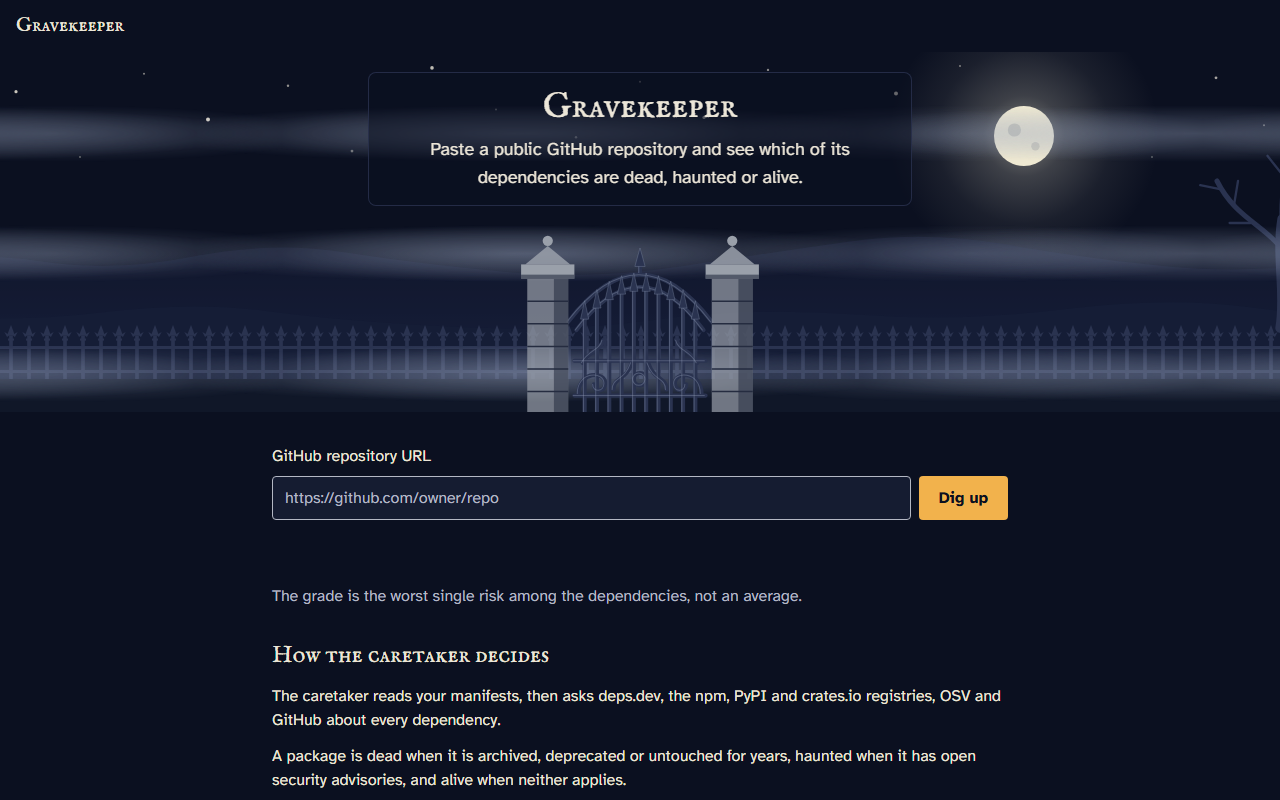 Gravekeeper
Gravekeeper
Paste a public GitHub repository and see which of its
dependencies are dead, haunted or alive.
GitHub repository URL
https://github.com/owner/repo
Dig up
The grade is the worst single risk among the dependencies, not an average.
How the caretaker decides
The caretaker reads your manifests, then asks deps.dev, the npm, PyPI and crates.io registries, OSV and
GitHub about every dependency.
A package is dead when it is archived, deprecated or untouched for years, haunted when it has open
security advisories, and alive when neither applies.